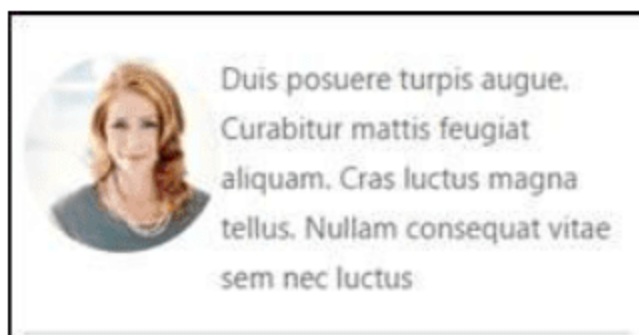 Duis posuere turpis augue.
Curabitur mattis feugiat
aliquam. Cras luctus magna
tellus. Nullam consequat vitae
sem nec luctus